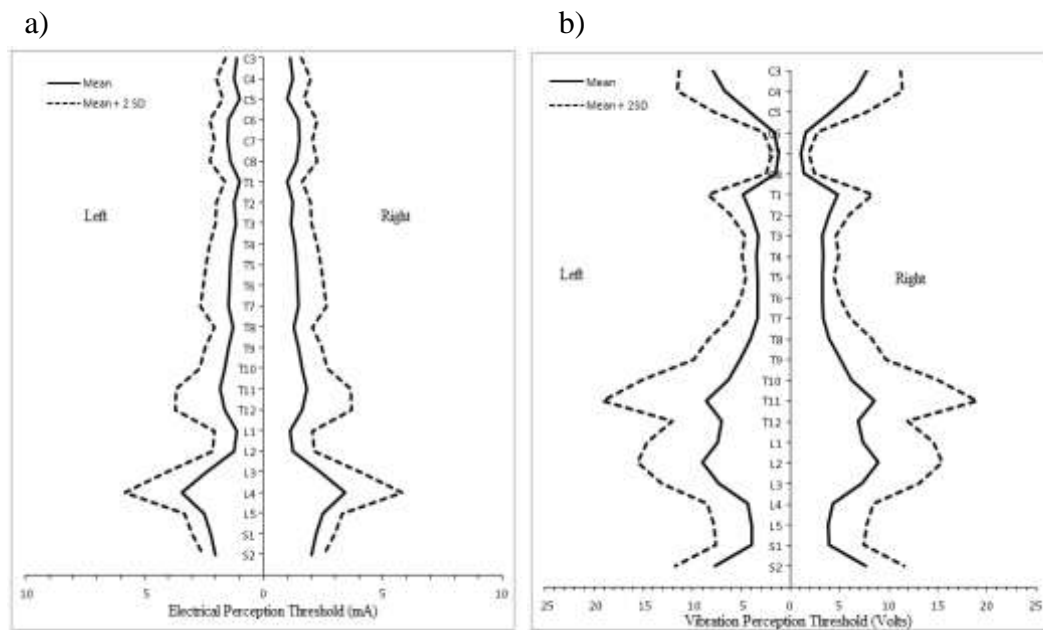 a)
Mean
Mean + 2 SD
Left
Right
C3
C4
C5
C6
C7
C8
T1
T2
T3
T4
T5
T6
T7
T8
T9
T10
T11
T12
L1
L2
L3
L4
L5
S1
S2
10 5 0 5 10
Electrical Perception Threshold (mA)
b)
Mean
Mean + 2SD
Left
Right
C3
C4
C5
T1
T2
T3
T4
T5
T6
T7
T8
T9
T10
T11
T12
L1
L2
L3
L4
L5
S1
S2
25 20 15 10 5 0 5 10 15 20 25
Vibration Perception Threshold (Volts)